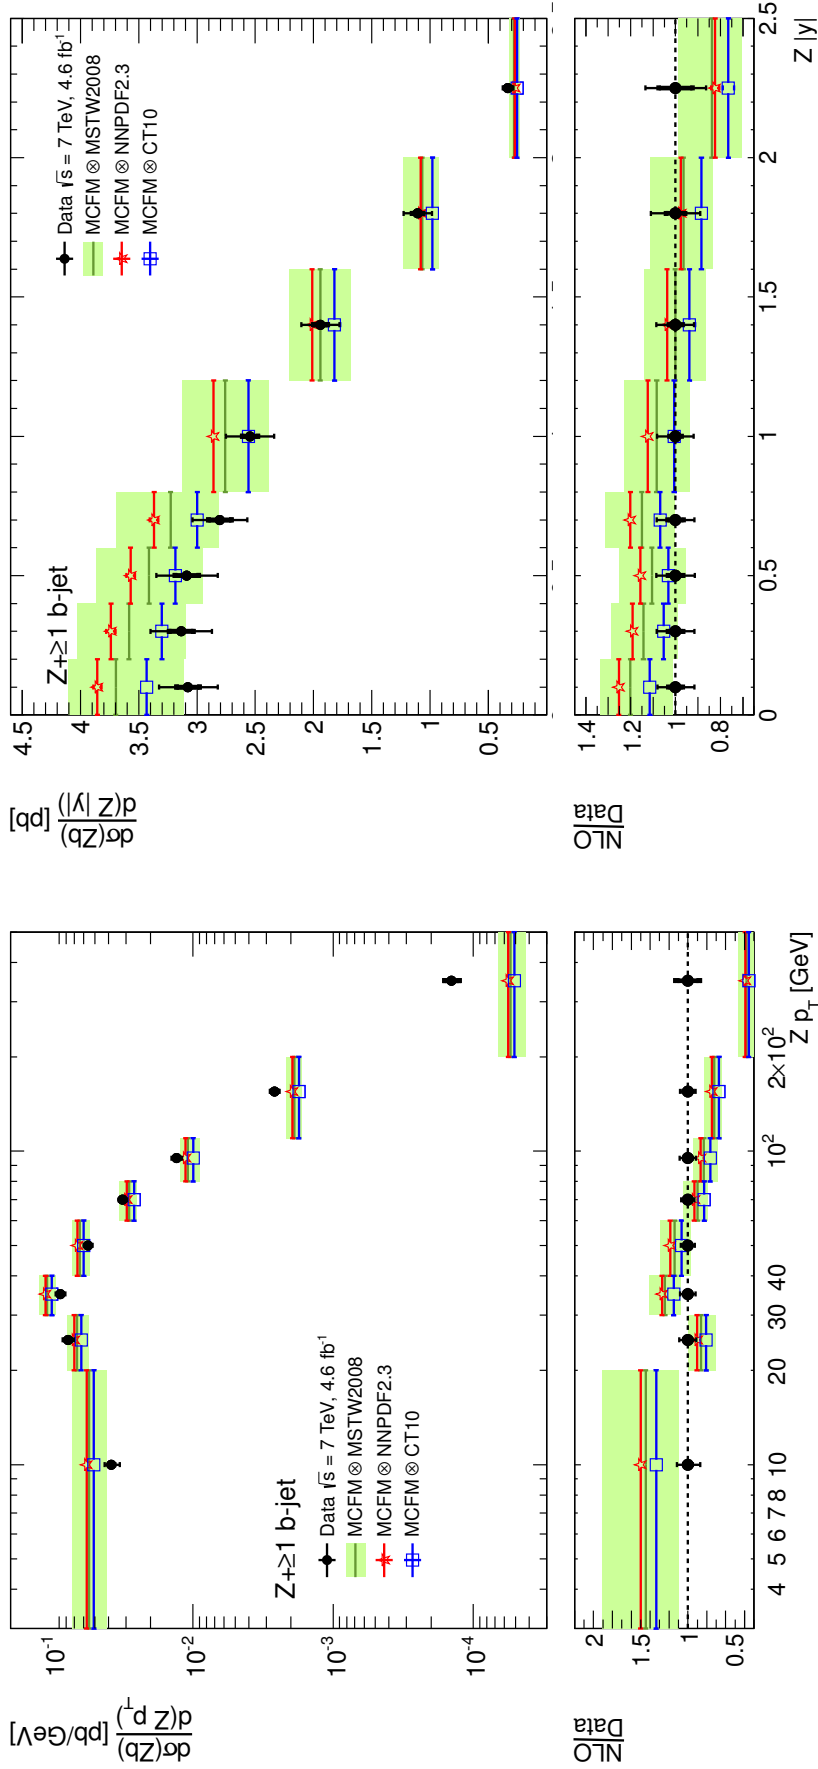 dσ(Zb)
d(Z p_T) [pb/GeV]
10⁻¹
10⁻²
10⁻³
10⁻⁴
Z+≥1 b-jet
Data √s = 7 TeV, 4.6 fb⁻¹
MCFM ⊗ MSTW2008
MCFM ⊗ NNPDF2.3
MCFM ⊗ CT10
NLO
Data
2
1.5
1
0.5
4 5 6 7 8 10 20 30 40 10² 2×10²
Z p_T [GeV]
dσ(Zb)
d(Z |y|) [pb]
4.5
4
3.5
3
2.5
2
1.5
1
0.5
Z+≥1 b-jet
Data √s = 7 TeV, 4.6 fb⁻¹
MCFM ⊗ MSTW2008
MCFM ⊗ NNPDF2.3
MCFM ⊗ CT10
NLO
Data
1.4
1.2
1
0.8
0 0.5 1 1.5 2 2.5
Z |y|